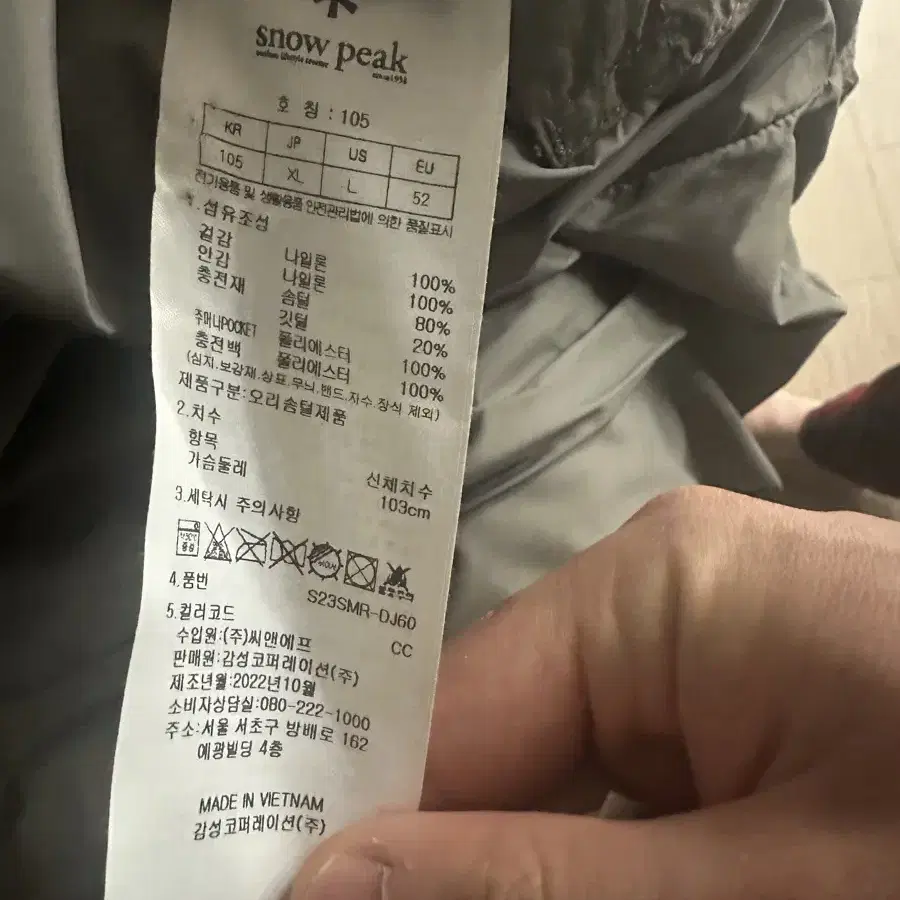 snow peak
outdoor lifestyle creator
since 1958
호 칭 : 105
KR JP US EU
105 XL L 52
전기용품 및 생활용품 안전관리법에 의한 품질표시
1.섬유조성
겉감 나일론 100%
안감 나일론 100%
충전재 솜털 80%
깃털 20%
주머니POCKET 폴리에스터 100%
충전백 폴리에스터 100%
(심지.보강재.상표.무늬.밴드.자수.장식 제외)
제품구분:오리솜털제품
2.치수
항목 신체치수
가슴둘레 103cm
3.세탁시 주의사항
4.품번 S23SMR-DJ60
5.컬러코드 CC
수입원:(주)씨앤에프
판매원:감성코퍼레이션(주)
제조년월:2022년10월
소비자상담실:080-222-1000
주소:서울 서초구 방배로 162
예광빌딩 4층
MADE IN VIETNAM
감성코퍼레이션(주)